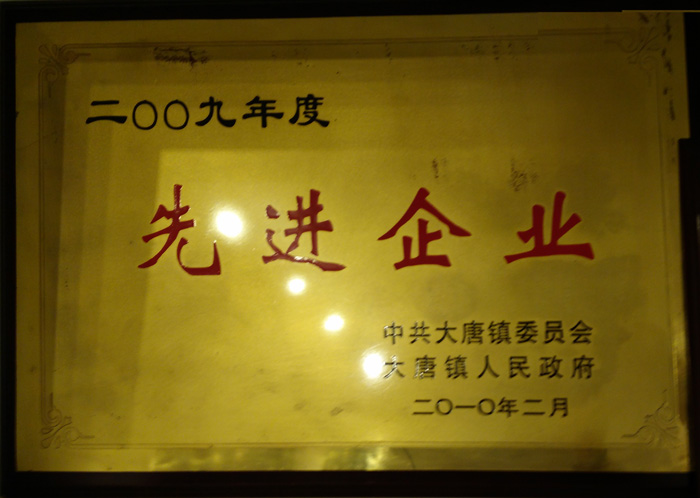 二〇〇九年度
先进企业
中共大唐镇委员会
大唐镇人民政府
二〇一〇年二月